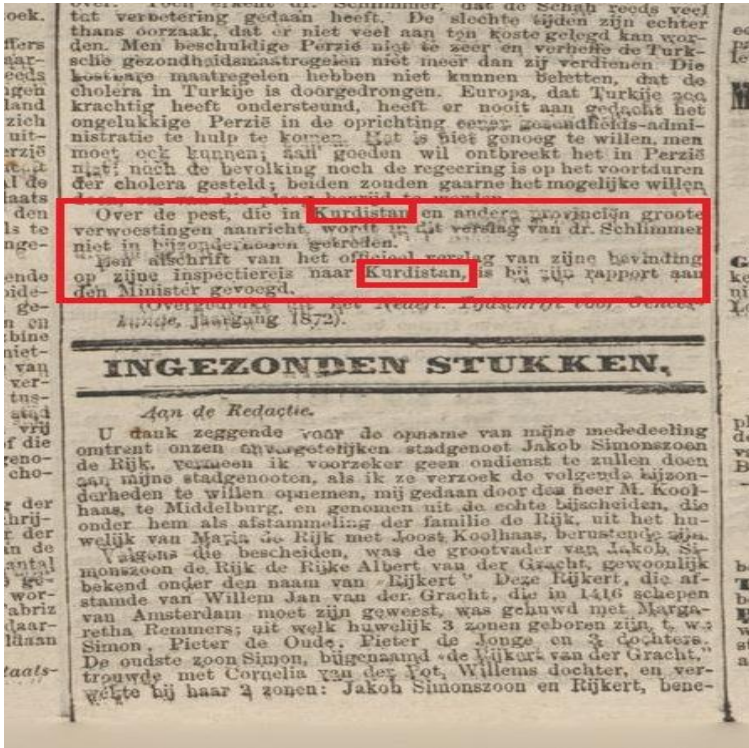 tot verbetering gedaan heeft. De slechte tijden zijn echter
thans oorzaak, dat er niet veel aan ten koste gelegd kan wor-
den. Men beschuldige Perzië niet te zeer en verheffe de Turk-
sche gezondheidsmaatregelen niet meer dan zij verdienen. Die
kostbare maatregelen hebben niet kunnen beletten, dat de
cholera in Turkije is doorgedrongen. Europa, dat Turkije zoo
krachtig heeft ondersteund, heeft er nooit aan gedacht het
ongelukkige Perzië in de oprichting eener gezondheids-admi-
nistratie te hulp te komen. Het is niet genoeg te willen, men
moet ook kunnen; aan goeden wil ontbreekt het in Perzië
niet; noch de bevolking noch de regeering is op het voortduren
der cholera gesteld; beiden zouden gaarne het mogelijke willen
Over de pest, die in Kurdistan en andere provinciën groote
verwoestingen aanricht, wordt in dit verslag van dr. Schlimmer
niet in bijzonderheden getreden.
Een afschrift van het officieel verslag van zijne bevinding
op zijne inspectiereis naar Kurdistan, is bij zijn rapport aan
den Minister gevoegd.
(Overgedrukt uit het Nederl. Tijdschrift voor Genees-
kunde, jaargang 1872).
INGEZONDEN STUKKEN.
Aan de Redactie.
U dank zeggende voor de opname van mijne mededeeling
omtrent onzen onvergetelijken stadgenoot Jakob Simonszoon
de Rijk, vermeen ik voorzeker geen ondienst te zullen doen
aan mijne stadgenooten, als ik ze verzoek de volgende bijzon-
derheden te willen opnemen, mij gedaan door den heer M. Kool-
haas, te Middelburg, en genomen uit de echte bijscheiden, die
onder hem als afstammeling der familie de Rijk, uit het hu-
welijk van Maria de Rijk met Joost Koolhaas, berustende zijn.
Volgens die bescheiden, was de grootvader van Jakob Si-
monszoon de Rijk de Rijke Albert van der Gracht, gewoonlijk
bekend onder den naam van „Rijkert" Deze Rijkert, die af-
stamde van Willem Jan van der Gracht, die in 1416 schepen
van Amsterdam moet zijn geweest, was gehuwd met Marga-
retha Remmers; uit welk huwelijk 3 zonen geboren zijn, t. w.:
Simon, Pieter de Oude, Pieter de Jonge en 3 dochters.
De oudste zoon Simon, bijgenaamd „de Rijkert van der Gracht,"
trouwde met Cornelia van der Pot, Willems dochter, en ver-
wekte bij haar 2 zonen: Jakob Simonszoon en Rijkert, bene-